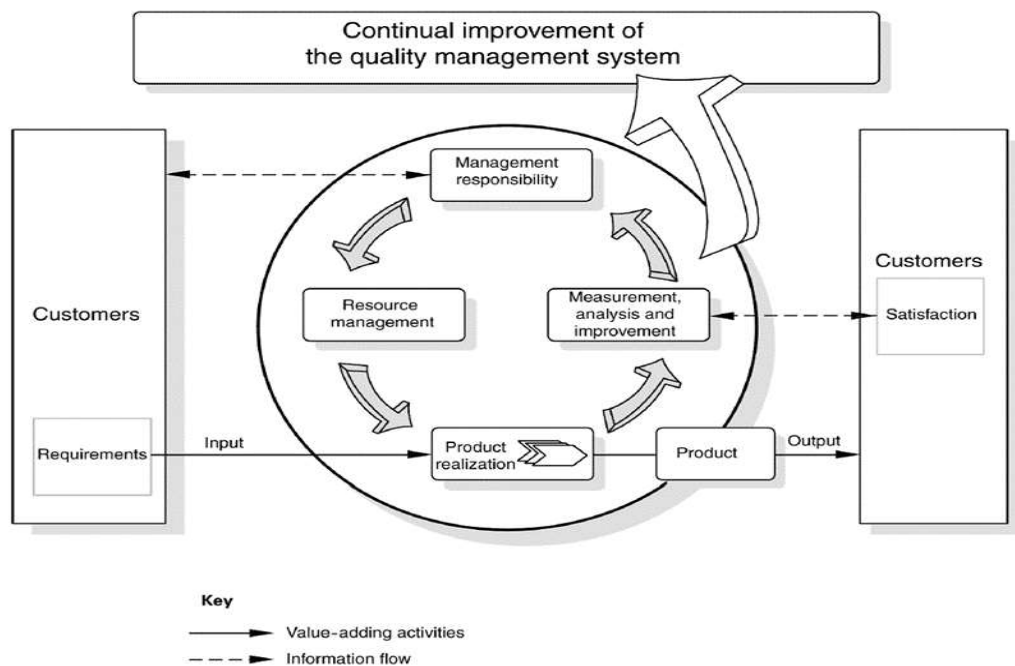 Continual improvement of
the quality management system
Management
responsibility
Customers
Resource
management
Measurement,
analysis and
improvement
Customers
Satisfaction
Requirements
Input
Product
realization
Product
Output
Key
Value-adding activities
Information flow